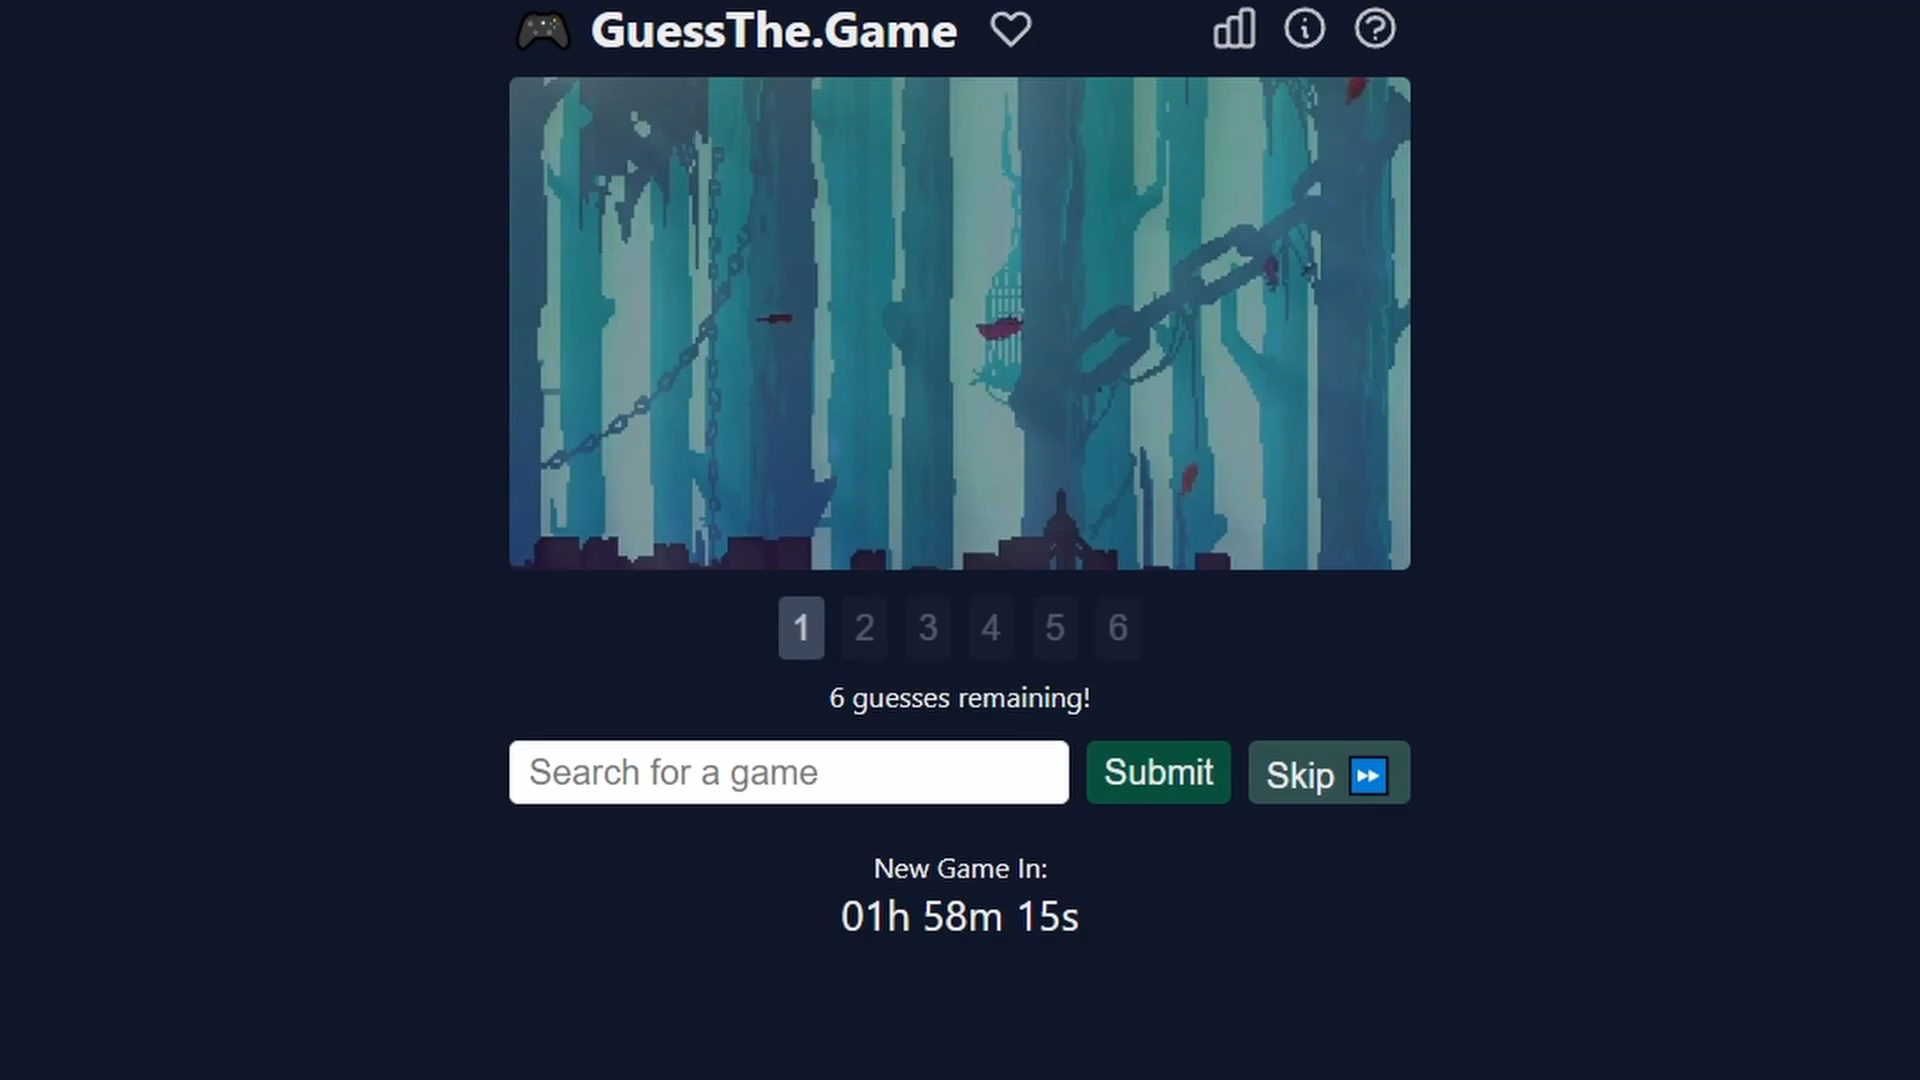 GuessThe.Game
1 2 3 4 5 6
6 guesses remaining!
Search for a game
Submit
Skip
New Game In:
01h 58m 15s